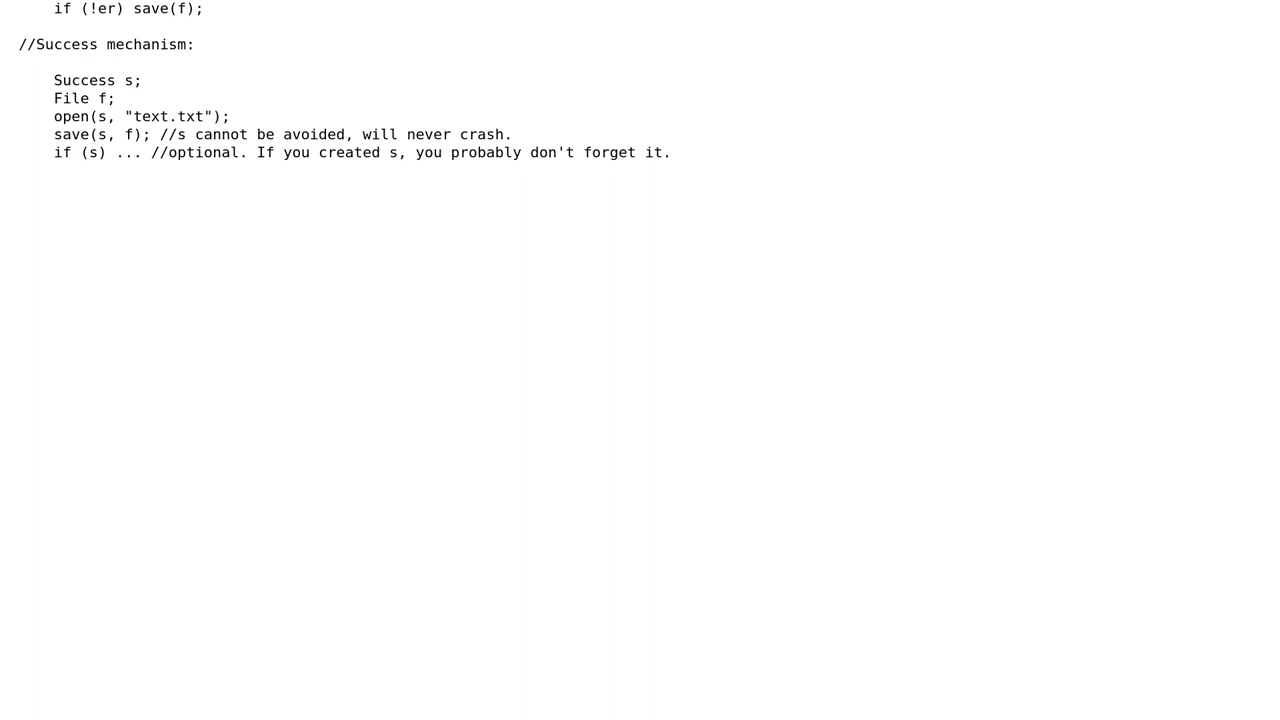 if (!er) save(f);
//Success mechanism:
Success s;
File f;
open(s, "text.txt");
save(s, f); //s cannot be avoided, will never crash.
if (s) ... //optional. If you created s, you probably don't forget it.